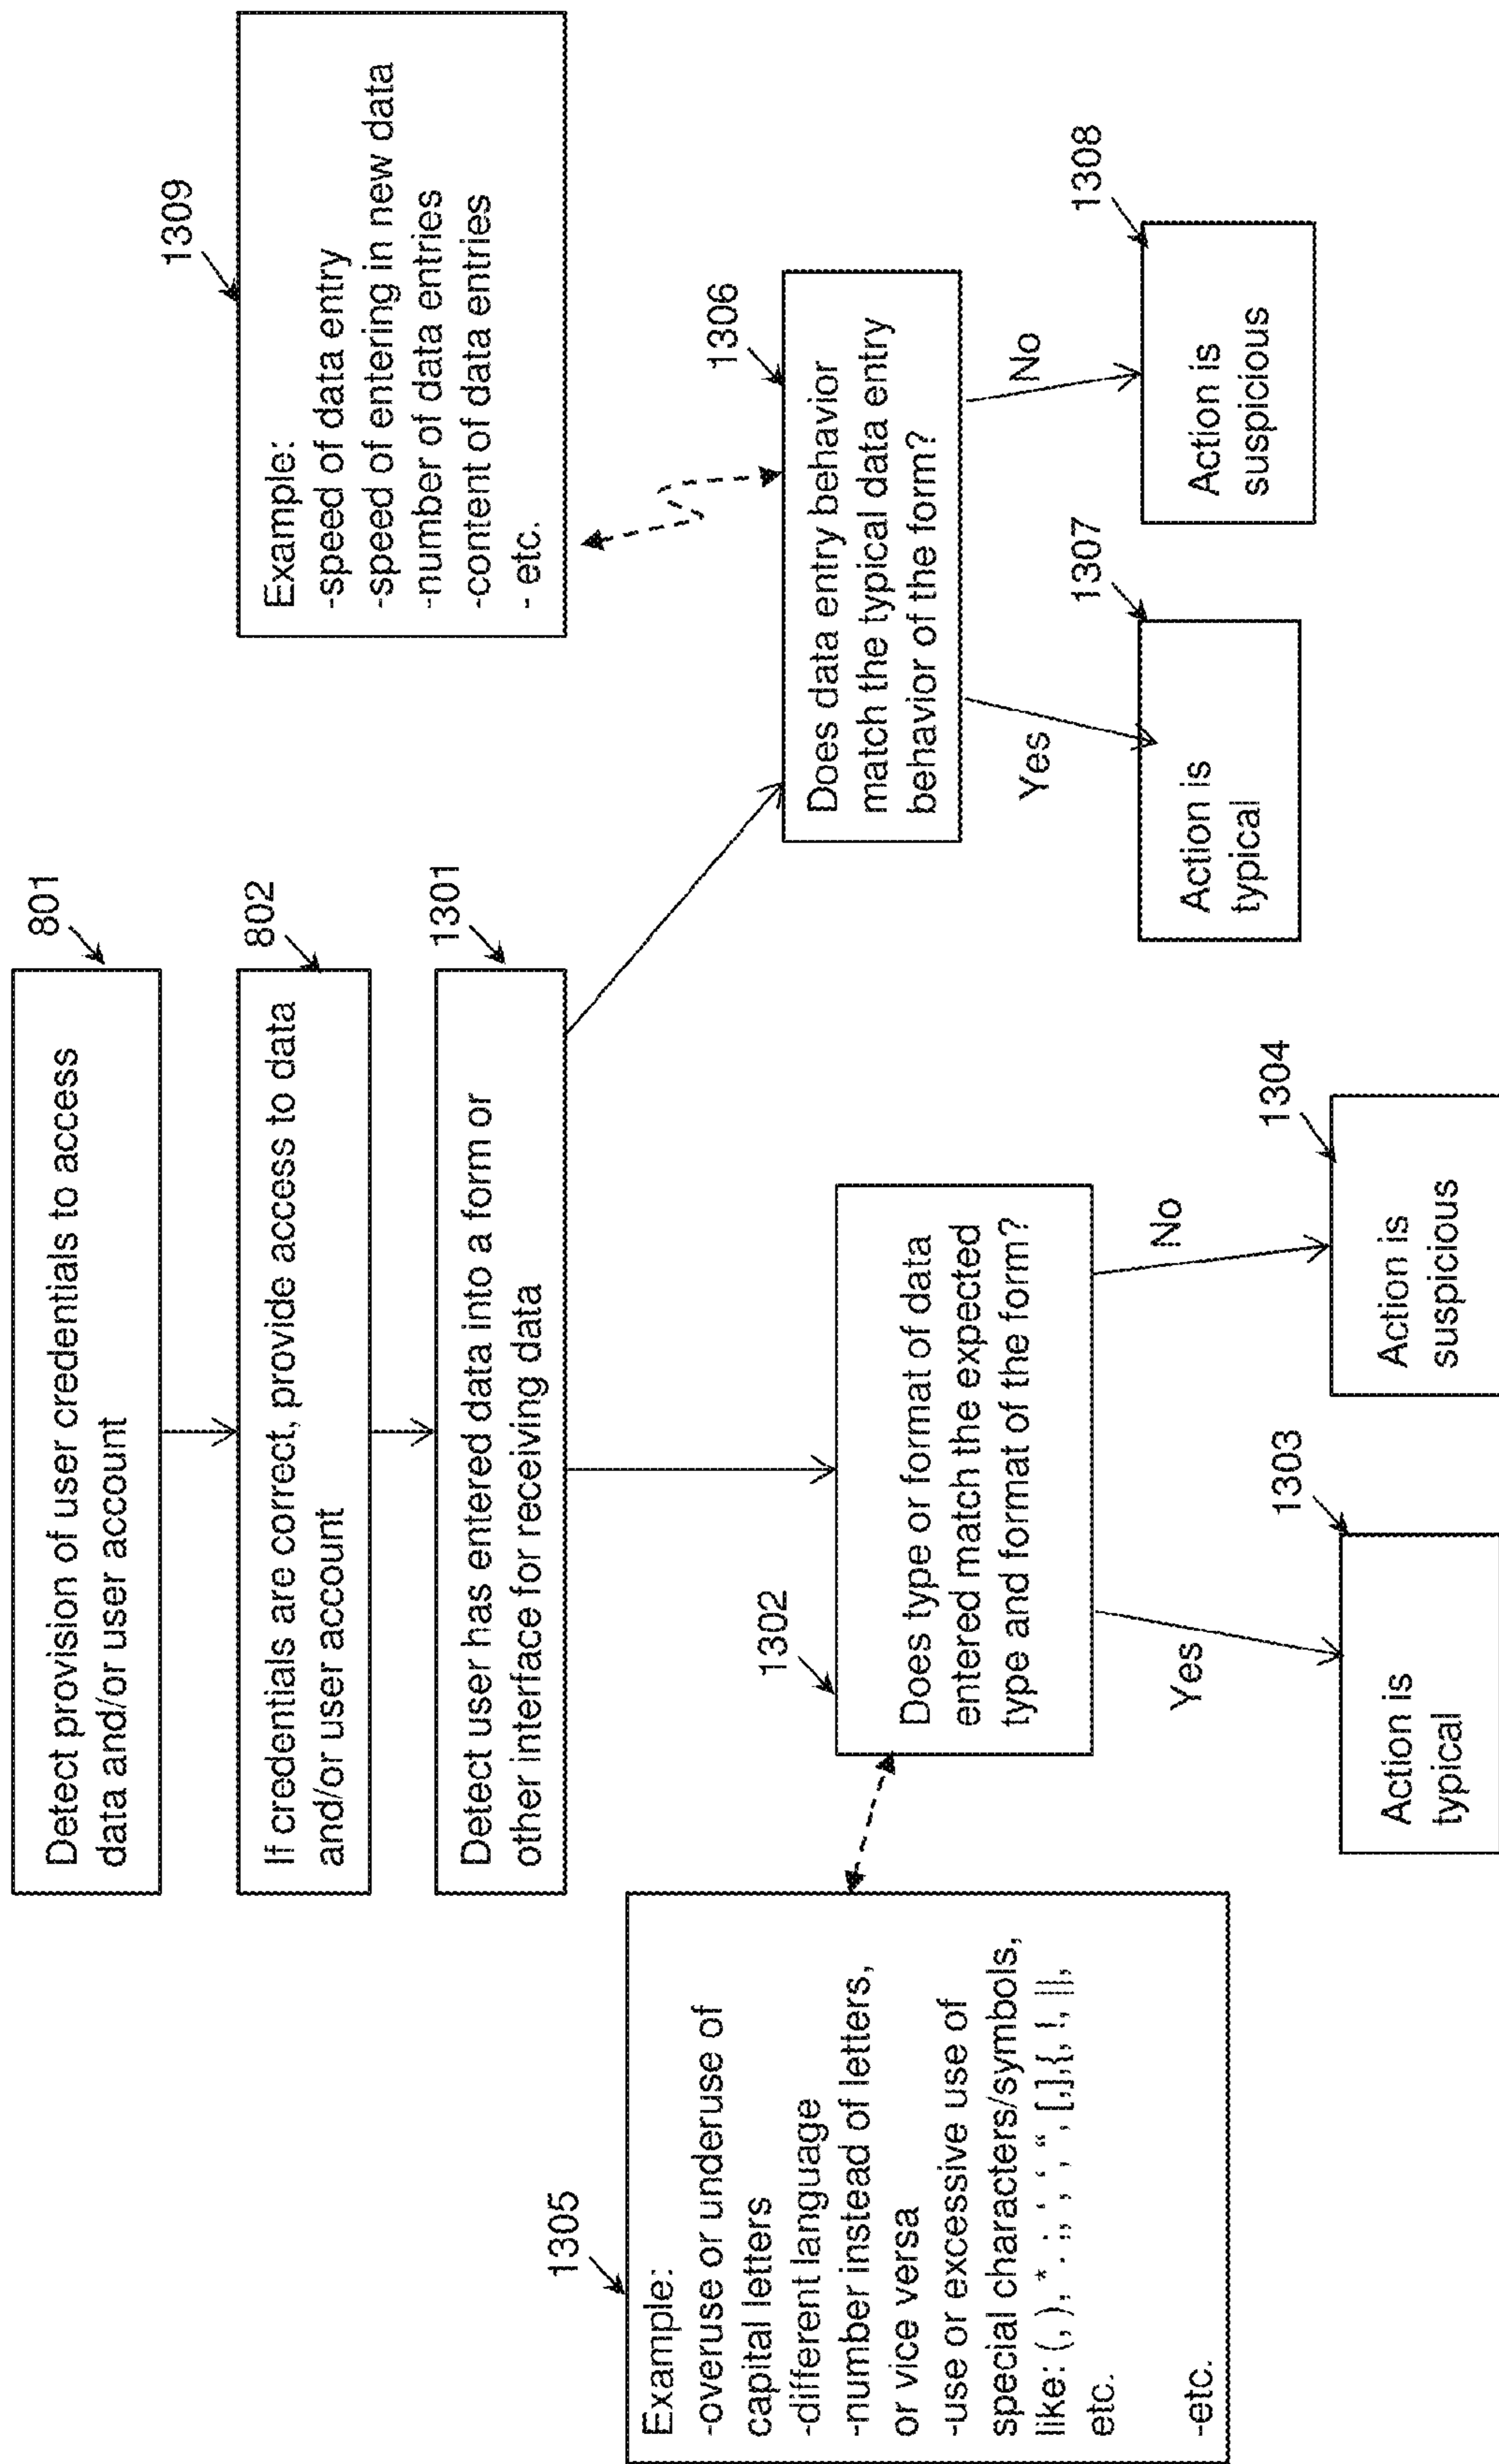 801
Detect provision of user credentials to access
data and/or user account
802
If credentials are correct, provide access to data
and/or user account
1301
Detect user has entered data into a form or
other interface for receiving data
1309
Example:
-speed of data entry
-speed of entering in new data
-number of data entries
-content of data entries
- etc.
1305
Example:
-overuse or underuse of
capital letters
-different language
-number instead of letters,
or vice versa
-use or excessive use of
special characters/symbols,
like: (, ), *
etc.
-etc.
1302
Does type or format of data
entered match the expected
type and format of the form?
Yes
No
1303
Action is
typical
1304
Action is
suspicious
1306
Does data entry behavior
match the typical data entry
behavior of the form?
Yes
No
1307
Action is
typical
1308
Action is
suspicious